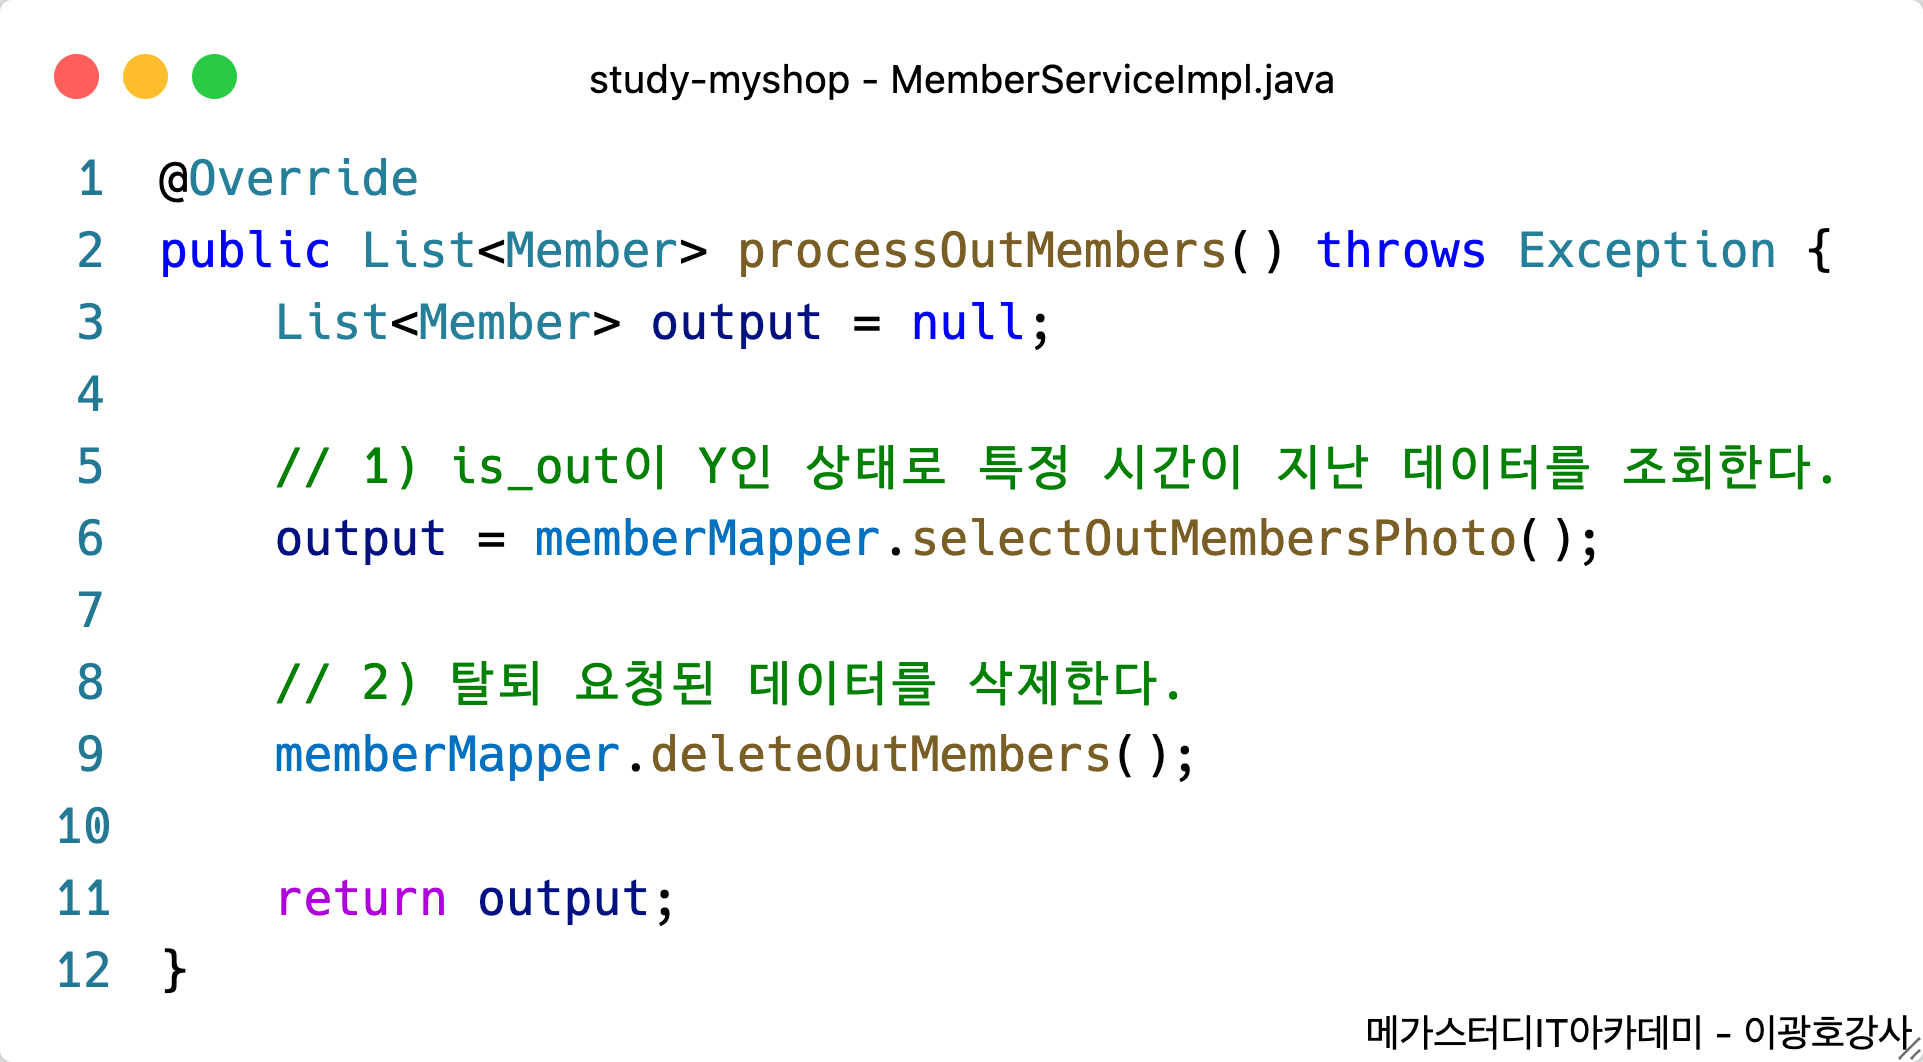 study-myshop - MemberServiceImpl.java
1 @Override
2 public List<Member> processOutMembers() throws Exception {
3 List<Member> output = null;
4
5 // 1) is_out이 Y인 상태로 특정 시간이 지난 데이터를 조회한다.
6 output = memberMapper.selectOutMembersPhoto();
7
8 // 2) 탈퇴 요청된 데이터를 삭제한다.
9 memberMapper.deleteOutMembers();
10
11 return output;
12 }
메가스터디IT아카데미 - 이광호강사